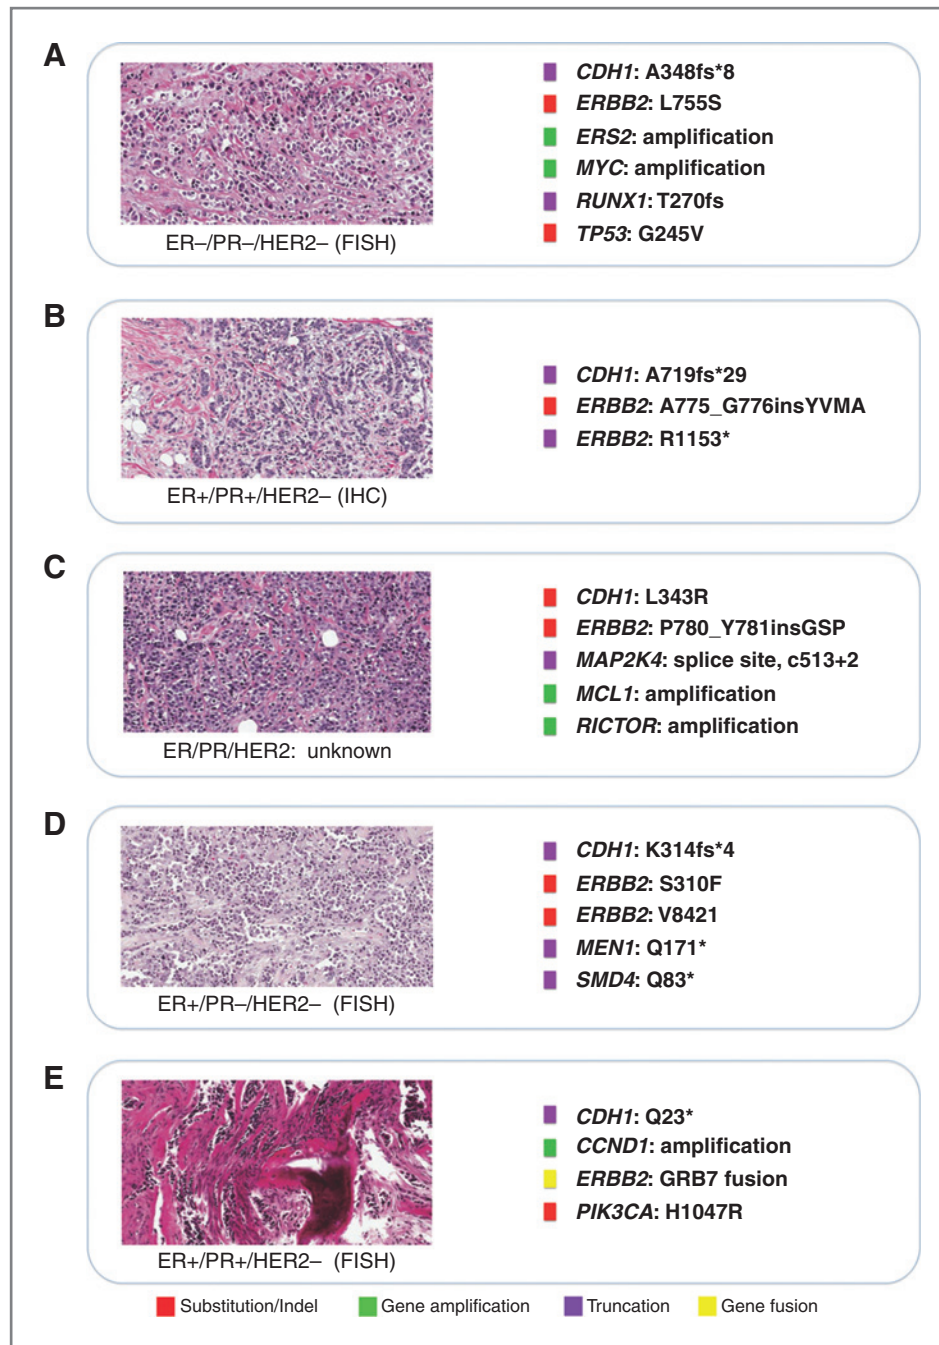 A
CDH1: A348fs*8
ERBB2: L755S
ERS2: amplification
MYC: amplification
RUNX1: T270fs
TP53: G245V
ER–/PR–/HER2– (FISH)
B
CDH1: A719fs*29
ERBB2: A775_G776insYVMA
ERBB2: R1153*
ER+/PR+/HER2– (IHC)
C
CDH1: L343R
ERBB2: P780_Y781insGSP
MAP2K4: splice site, c513+2
MCL1: amplification
RICTOR: amplification
ER/PR/HER2: unknown
D
CDH1: K314fs*4
ERBB2: S310F
ERBB2: V8421
MEN1: Q171*
SMD4: Q83*
ER+/PR–/HER2– (FISH)
E
CDH1: Q23*
CCND1: amplification
ERBB2: GRB7 fusion
PIK3CA: H1047R
ER+/PR+/HER2– (FISH)
Substitution/Indel Gene amplification Truncation Gene fusion